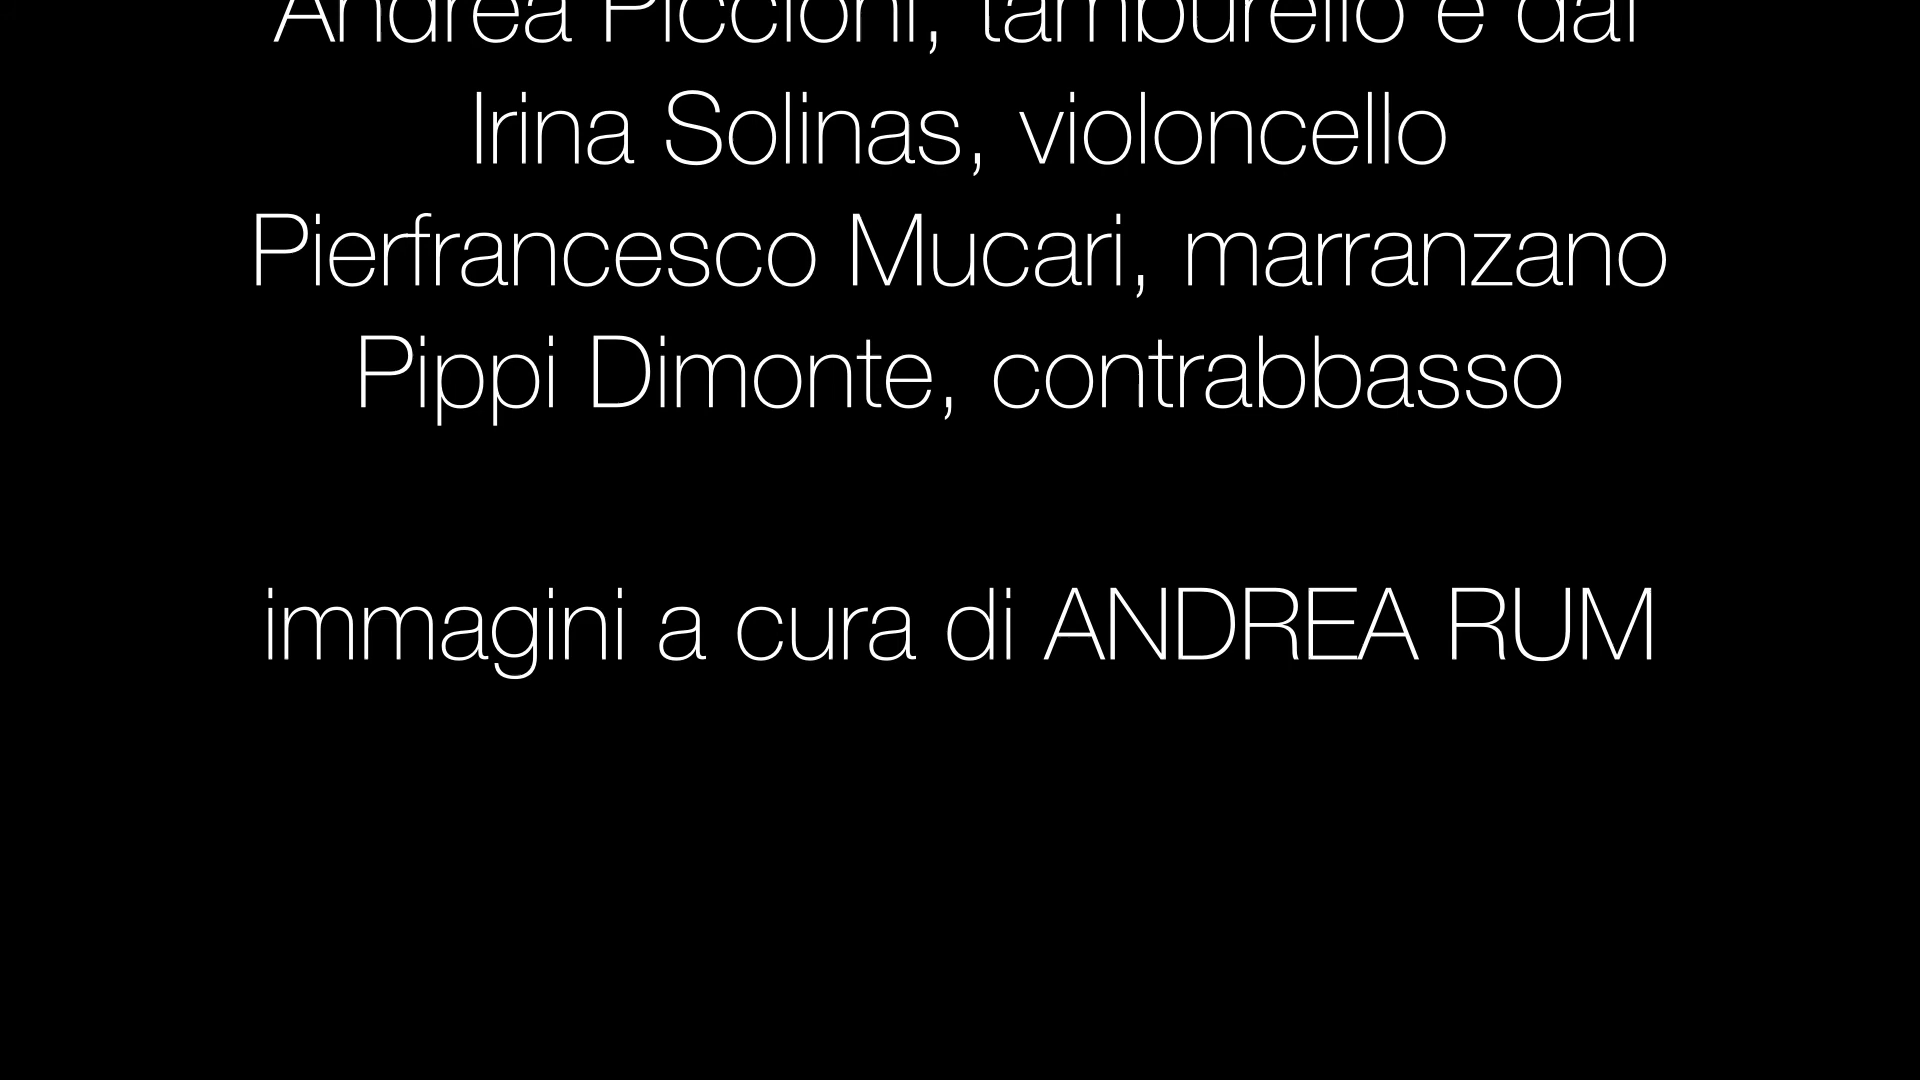 Andrea Piccioni, tamburello e daf
Irina Solinas, violoncello
Pierfrancesco Mucari, marranzano
Pippi Dimonte, contrabbasso
immagini a cura di ANDREA RUM